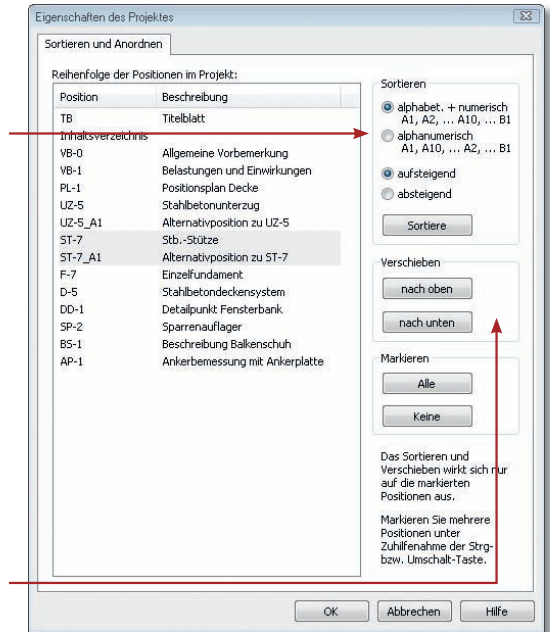 Eigenschaften des Projektes
Sortieren und Anordnen
Reihenfolge der Positionen im Projekt:
Position Beschreibung
TB Titelblatt
Inhaltsverzeichnis
VB-0 Allgemeine Vorbemerkung
VB-1 Belastungen und Einwirkungen
PL-1 Positionsplan Decke
UZ-5 Stahlbetonunterzug
UZ-5_A1 Alternativposition zu UZ-5
ST-7 Stb.-Stütze
ST-7_A1 Alternativposition zu ST-7
F-7 Einzelfundament
D-5 Stahlbetondeckensystem
DD-1 Detailpunkt Fensterbank
SP-2 Sparrenauflager
BS-1 Beschreibung Balkenschuh
AP-1 Ankerbemessung mit Ankerplatte
Sortieren
alphabet. + numerisch
A1, A2, ... A10, ... B1
alphanumerisch
A1, A10, ... A2, ... B1
aufsteigend
absteigend
Sortiere
Verschieben
nach oben
nach unten
Markieren
Alle
Keine
Das Sortieren und
Verschieben wirkt sich nur
auf die markierten
Positionen aus.
Markieren Sie mehrere
Positionen unter
Zuhilfenahme der Strg-
bzw. Umschalt-Taste.
OK Abbrechen Hilfe